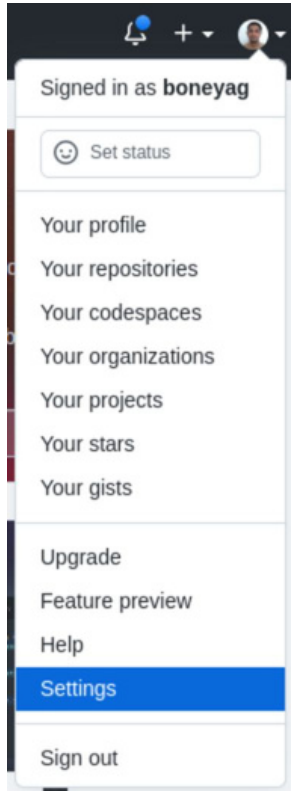 Signed in as boneyag
Set status
Your profile
Your repositories
Your codespaces
Your organizations
Your projects
Your stars
Your gists
Upgrade
Feature preview
Help
Settings
Sign out